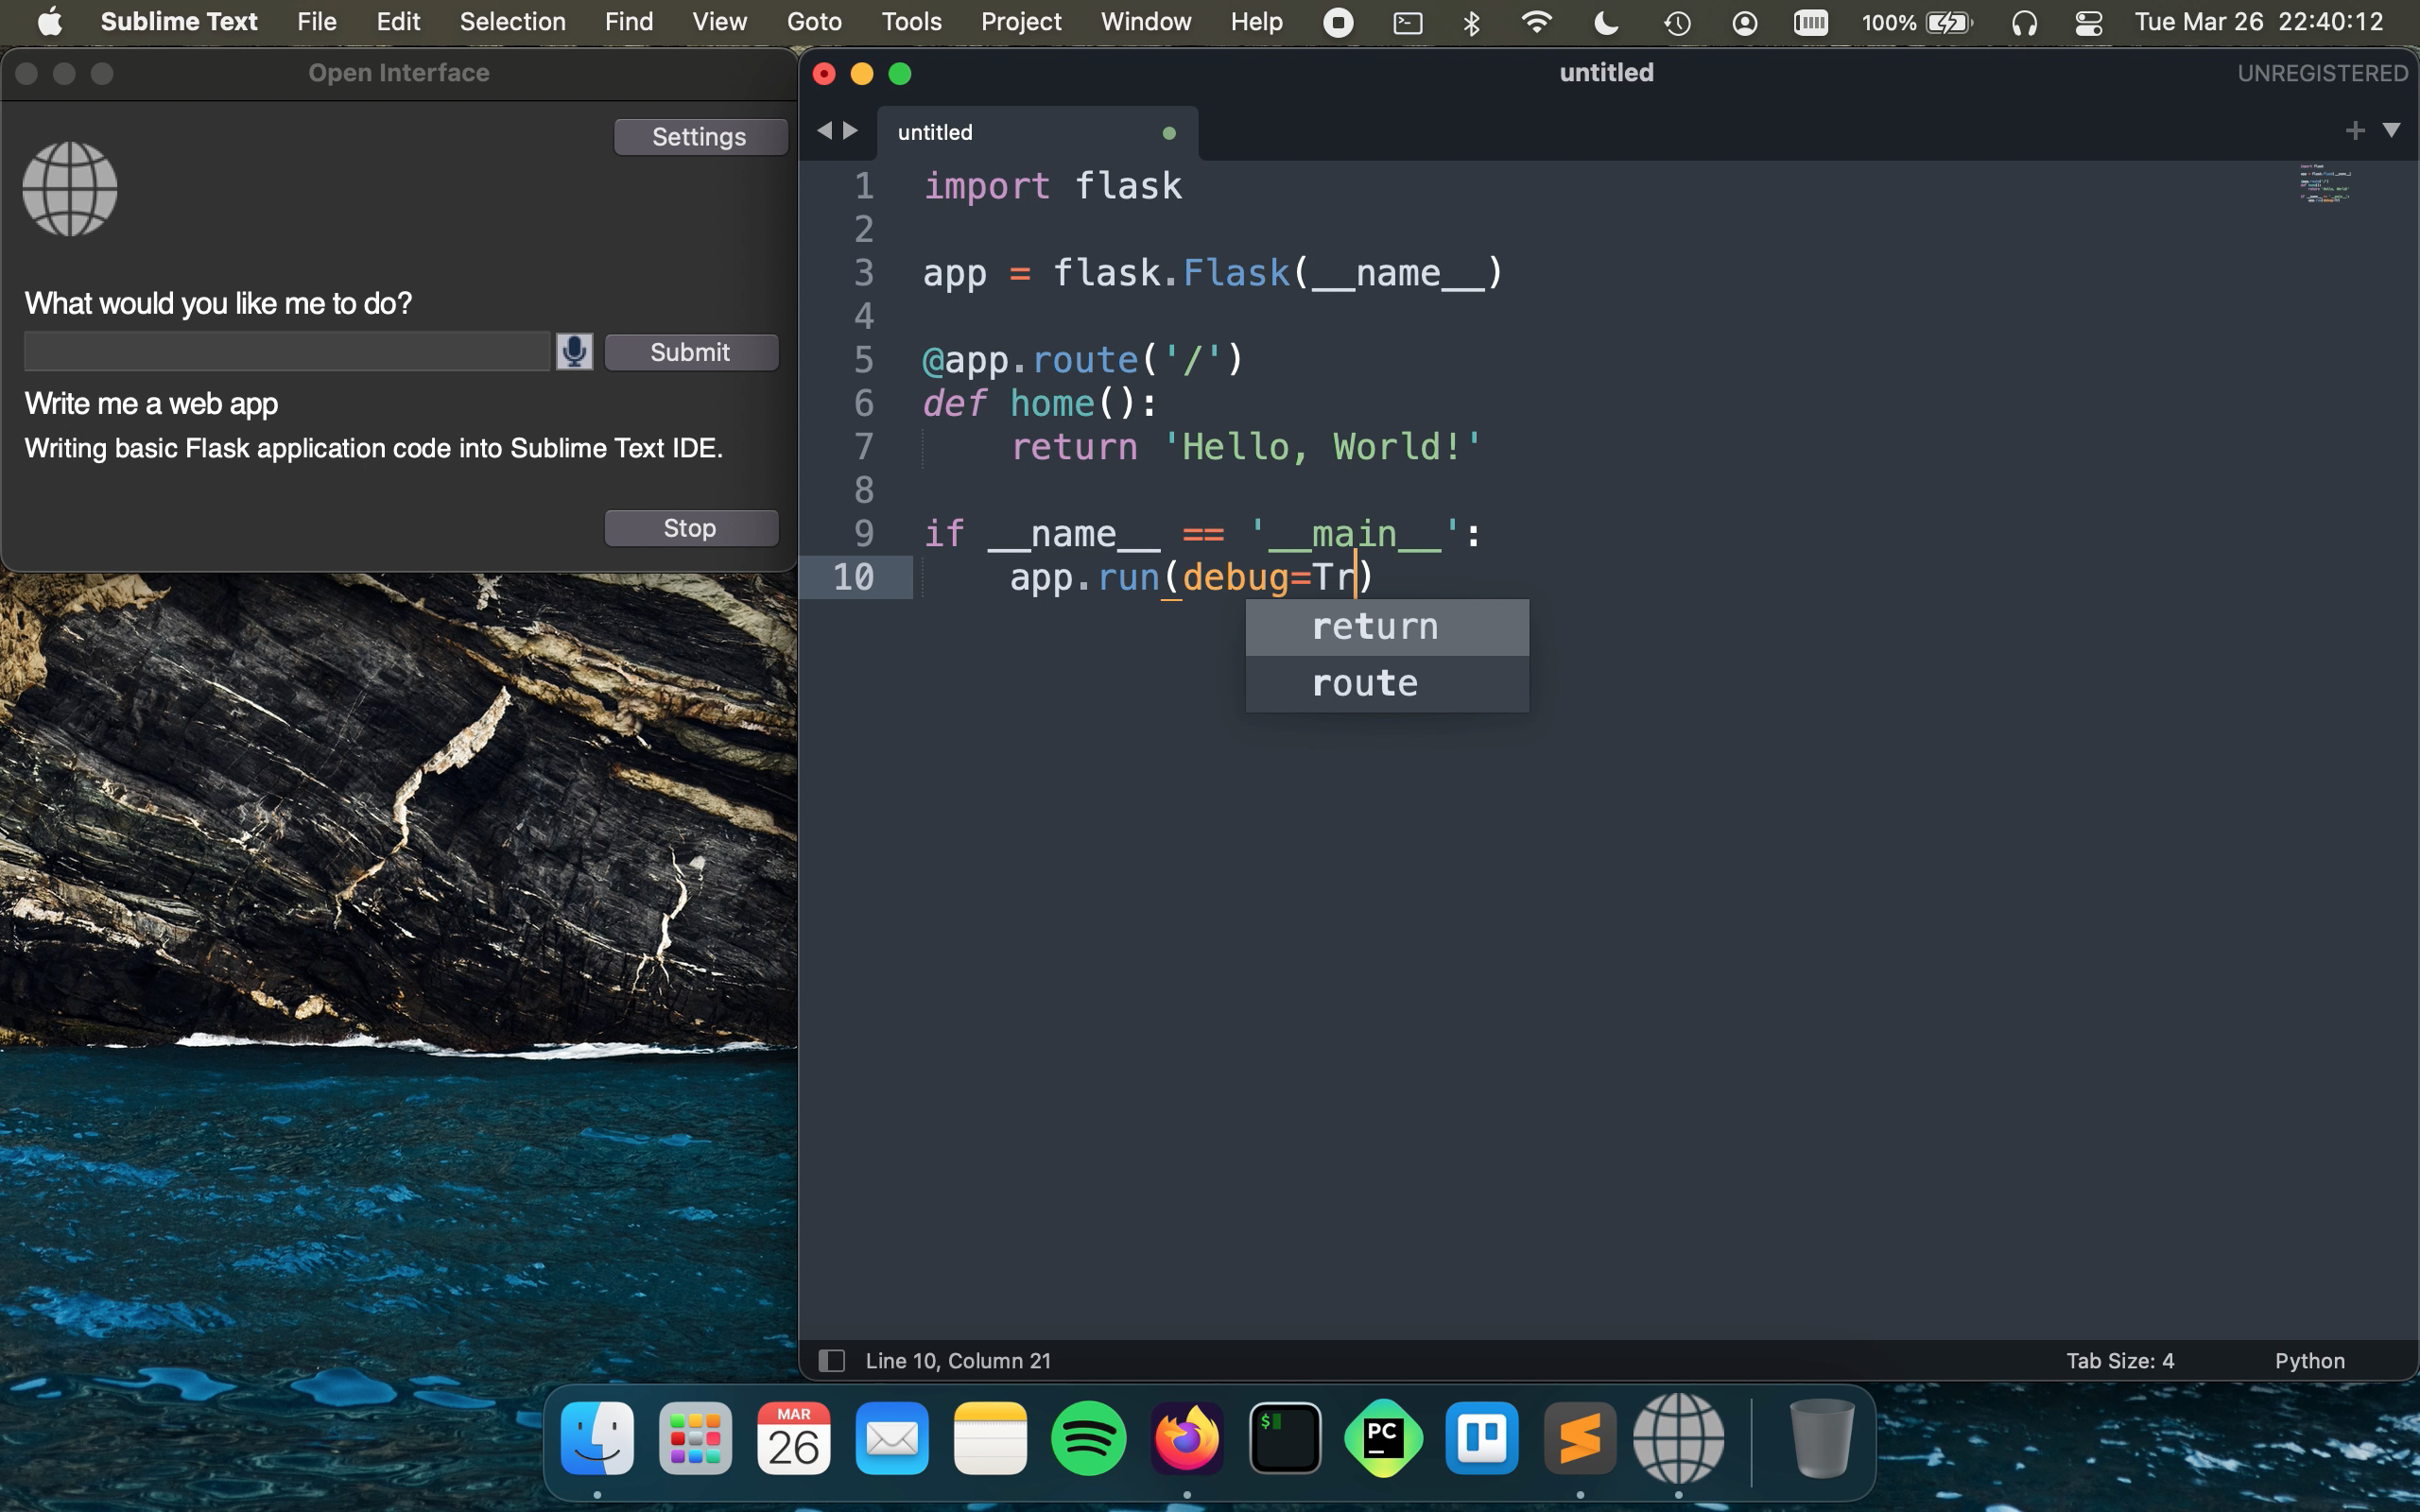 Sublime Text File Edit Selection Find View Goto Tools Project Window Help 100% Tue Mar 26 22:40:12
Open Interface
Settings
What would you like me to do?
Submit
Write me a web app
Writing basic Flask application code into Sublime Text IDE.
Stop
untitled UNREGISTERED
untitled
1 import flask
2
3 app = flask.Flask(__name__)
4
5 @app.route('/')
6 def home():
7     return 'Hello, World!'
8
9 if __name__ == '__main__':
10     app.run(debug=Tr)
return
route
Line 10, Column 21 Tab Size: 4 Python
MAR
26
$
PC